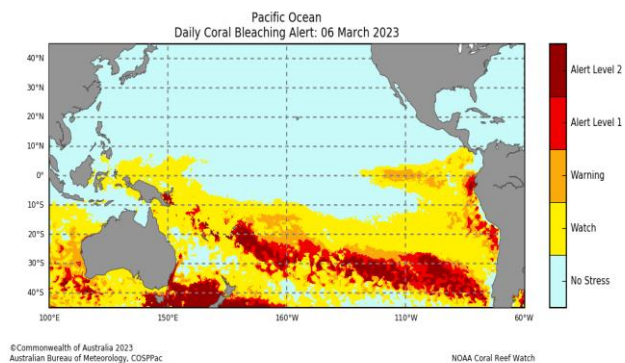 Pacific Ocean
Daily Coral Bleaching Alert: 06 March 2023
40°N
30°N
20°N
10°N
0°
10°S
20°S
30°S
40°S
100°E
150°E
160°W
110°W
60°W
Alert Level 2
Alert Level 1
Warning
Watch
No Stress
©Commonwealth of Australia 2023
Australian Bureau of Meteorology, COSPPac
NOAA Coral Reef Watch